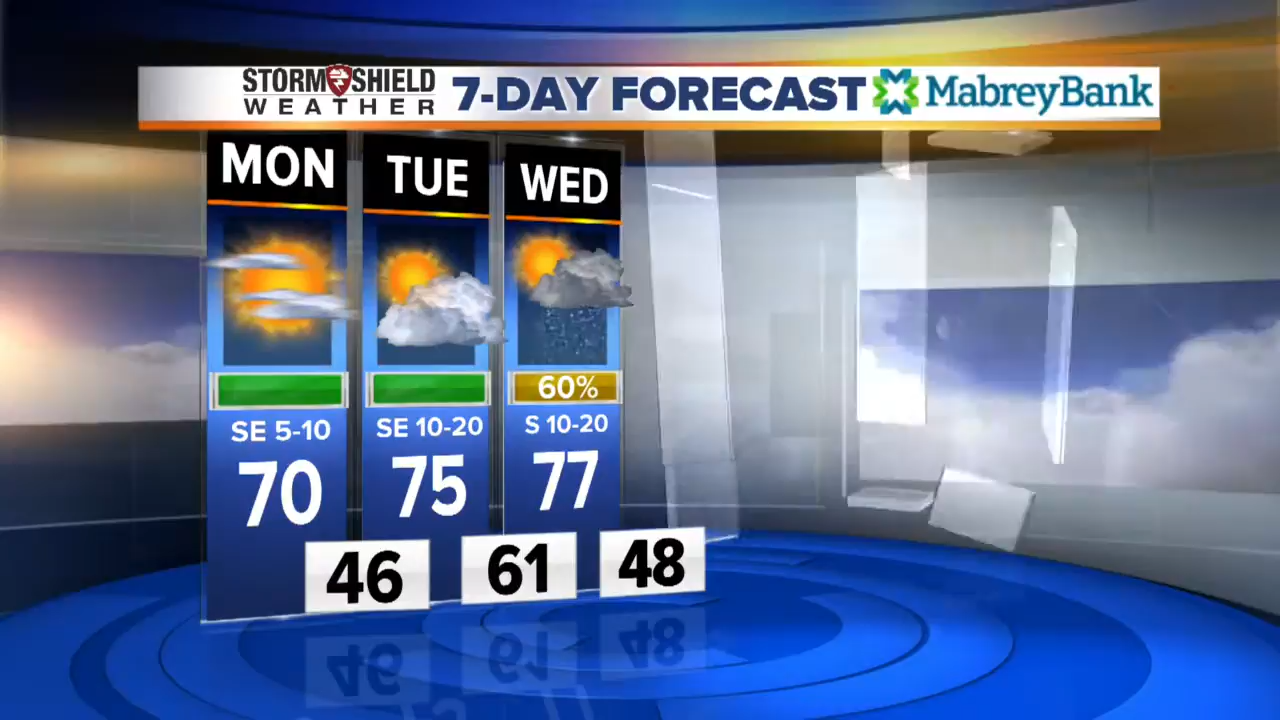 STORM SHIELD
WEATHER
7-DAY FORECAST
MabreyBank
MON
TUE
WED
60%
SE 5-10
SE 10-20
S 10-20
70
75
77
46
61
48